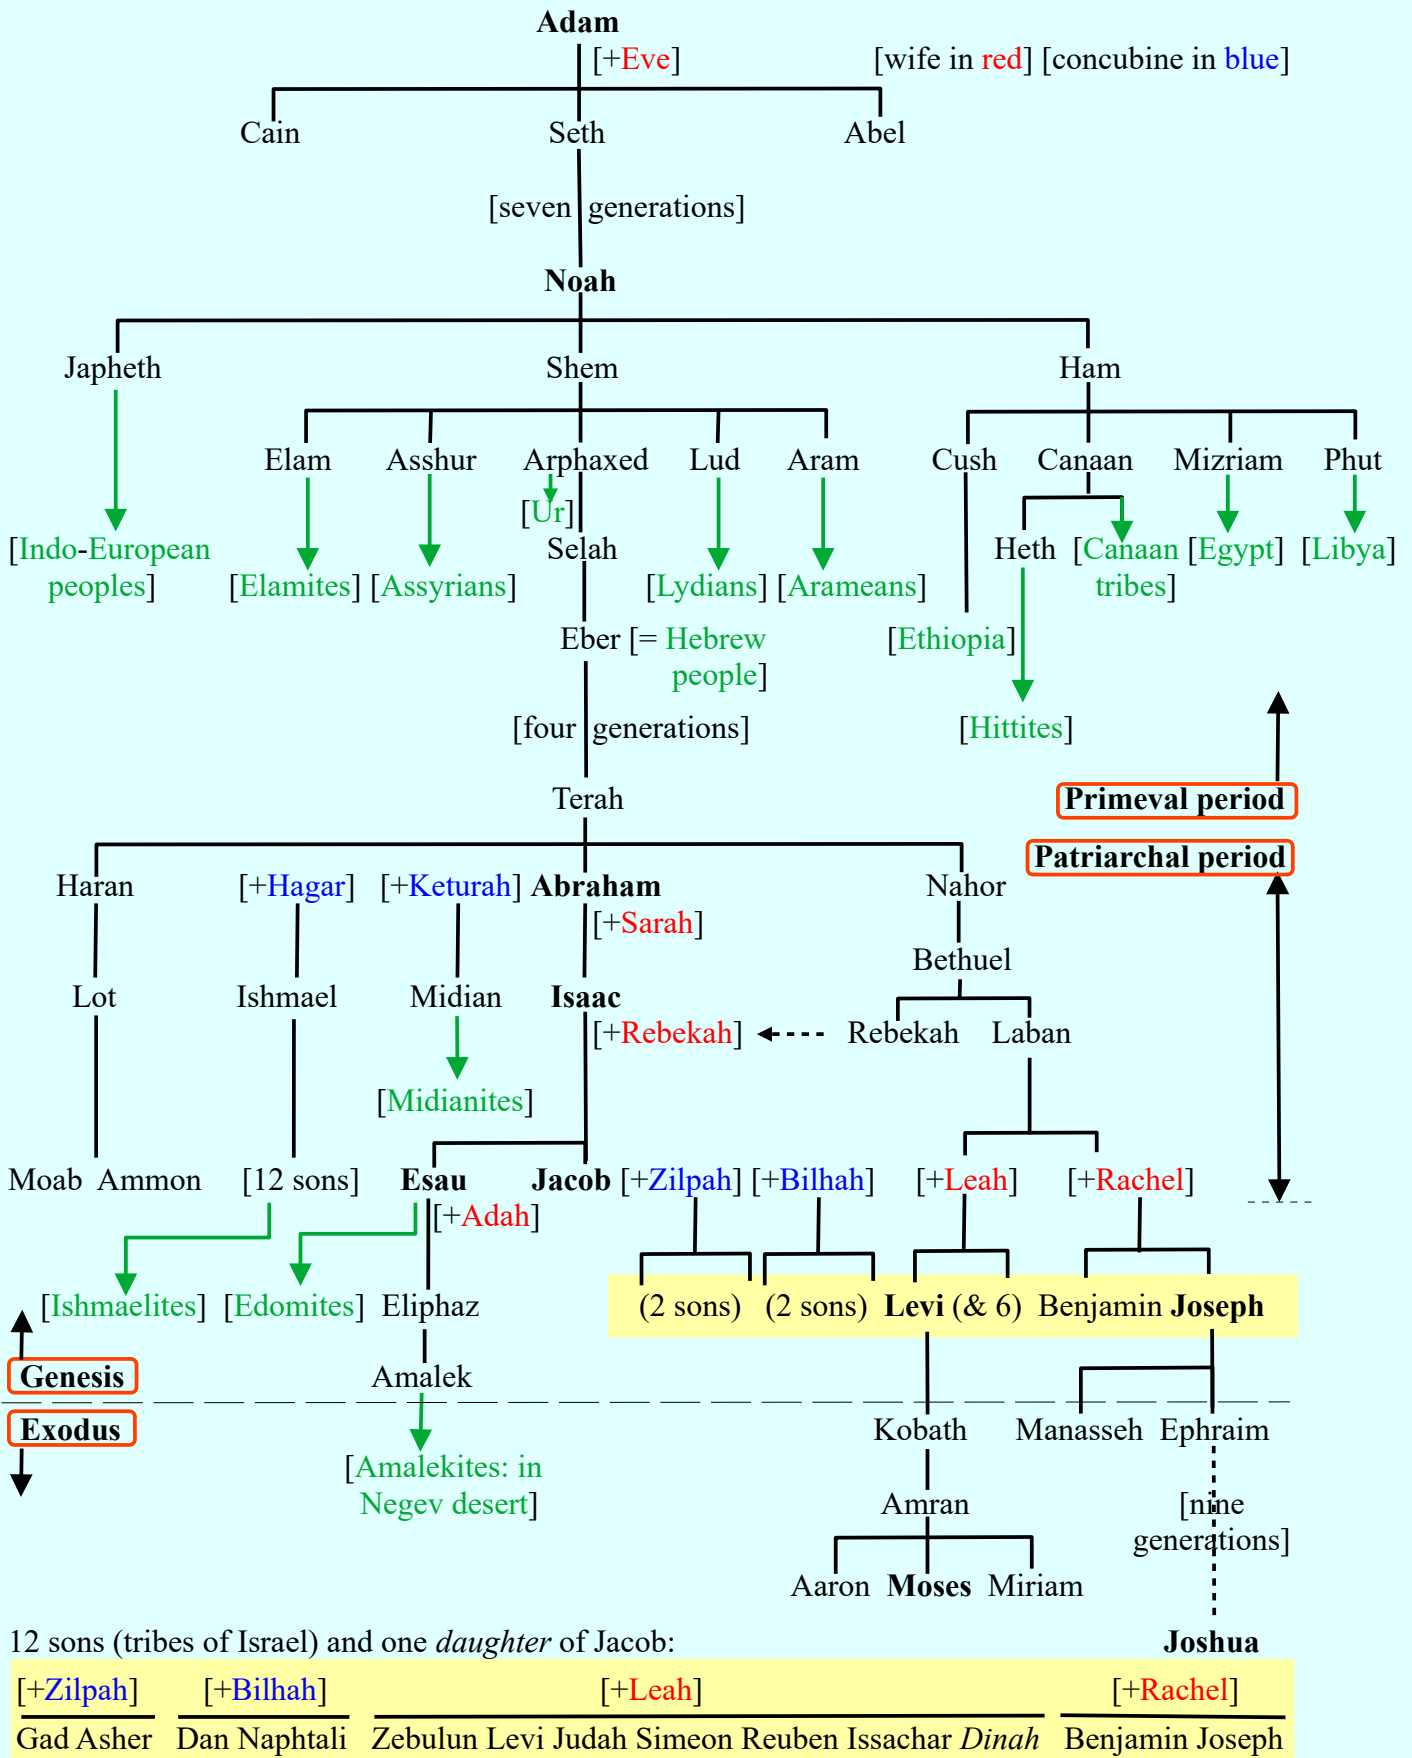 Adam
[+Eve]
[wife in red] [concubine in blue]
Cain Seth Abel
[seven generations]
Noah
Japheth Shem Ham
Elam Asshur Arphaxed Lud Aram Cush Canaan Mizriam Phut
[Ur]
[Indo-European peoples]
Selah
Heth [Canaan tribes] [Egypt] [Libya]
[Elamites] [Assyrians] [Lydians] [Arameans]
Eber [= Hebrew people]
[Ethiopia]
[four generations]
[Hittites]
Terah
Primeval period
Patriarchal period
Haran [+Hagar] [+Keturah] Abraham Nahor
[+Sarah]
Bethuel
Lot Ishmael Midian Isaac
[+Rebekah] Rebekah Laban
[Midianites]
Moab Ammon [12 sons] Esau Jacob [+Zilpah] [+Bilhah] [+Leah] [+Rachel]
[+Adah]
[Ishmaelites] [Edomites] Eliphaz (2 sons) (2 sons) Levi (& 6) Benjamin Joseph
Genesis
Amalek
Exodus
Kobath Manasseh Ephraim
[Amalekites: in
Negev desert]
Amran
[nine
generations]
Aaron Moses Miriam
12 sons (tribes of Israel) and one daughter of Jacob:
Joshua
[+Zilpah] [+Bilhah] [+Leah] [+Rachel]
Gad Asher Dan Naphtali Zebulun Levi Judah Simeon Reuben Issachar Dinah Benjamin Joseph